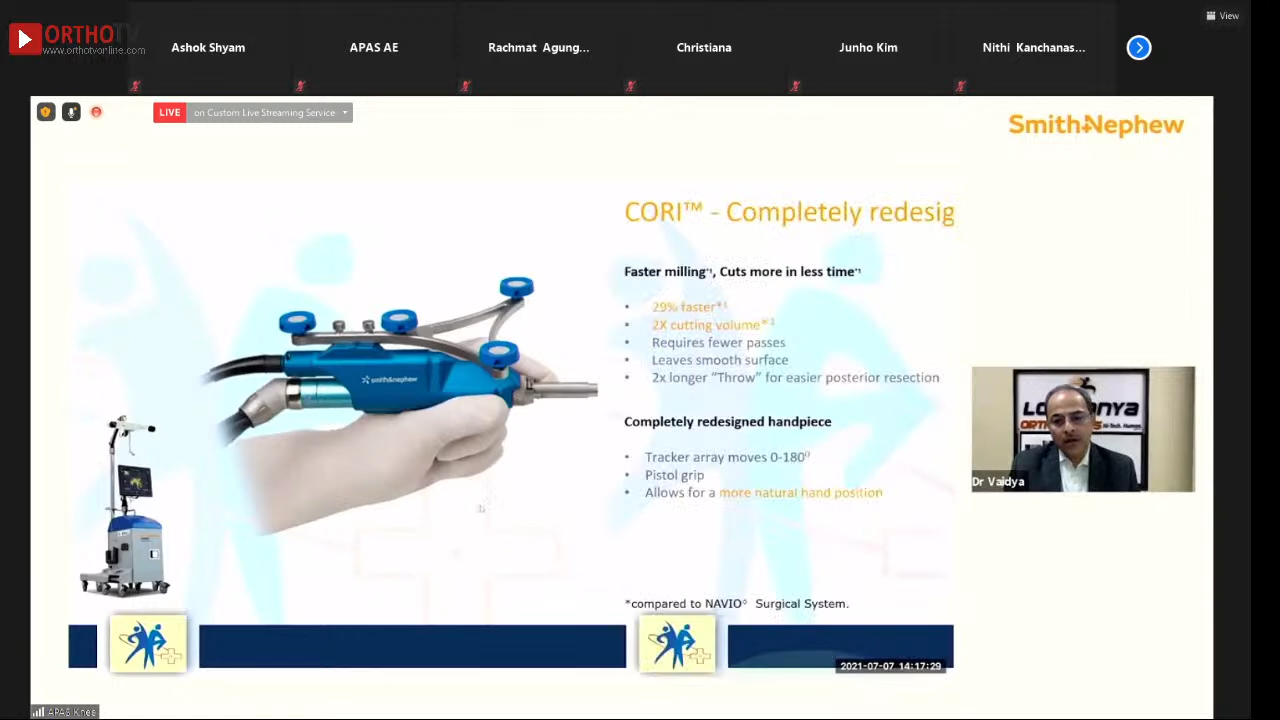 ORTHOTV
www.orthotvonline.com
Ashok Shyam
APAS AE
Rachmat Agung...
Christiana
Junho Kim
Nithi Kanchanas...
View
LIVE
on Custom Live Streaming Service
Smith+Nephew
CORI™ - Completely redesig
Faster milling*¹, Cuts more in less time*¹
• 29% faster*¹
• 2X cutting volume*²
• Requires fewer passes
• Leaves smooth surface
• 2x longer “Throw” for easier posterior resection
Completely redesigned handpiece
• Tracker array moves 0-180⁰
• Pistol grip
• Allows for a more natural hand position
smith&nephew
Dr Vaidya
*compared to NAVIO◊ Surgical System.
2021-07-07 14:17:29
APAS Knee